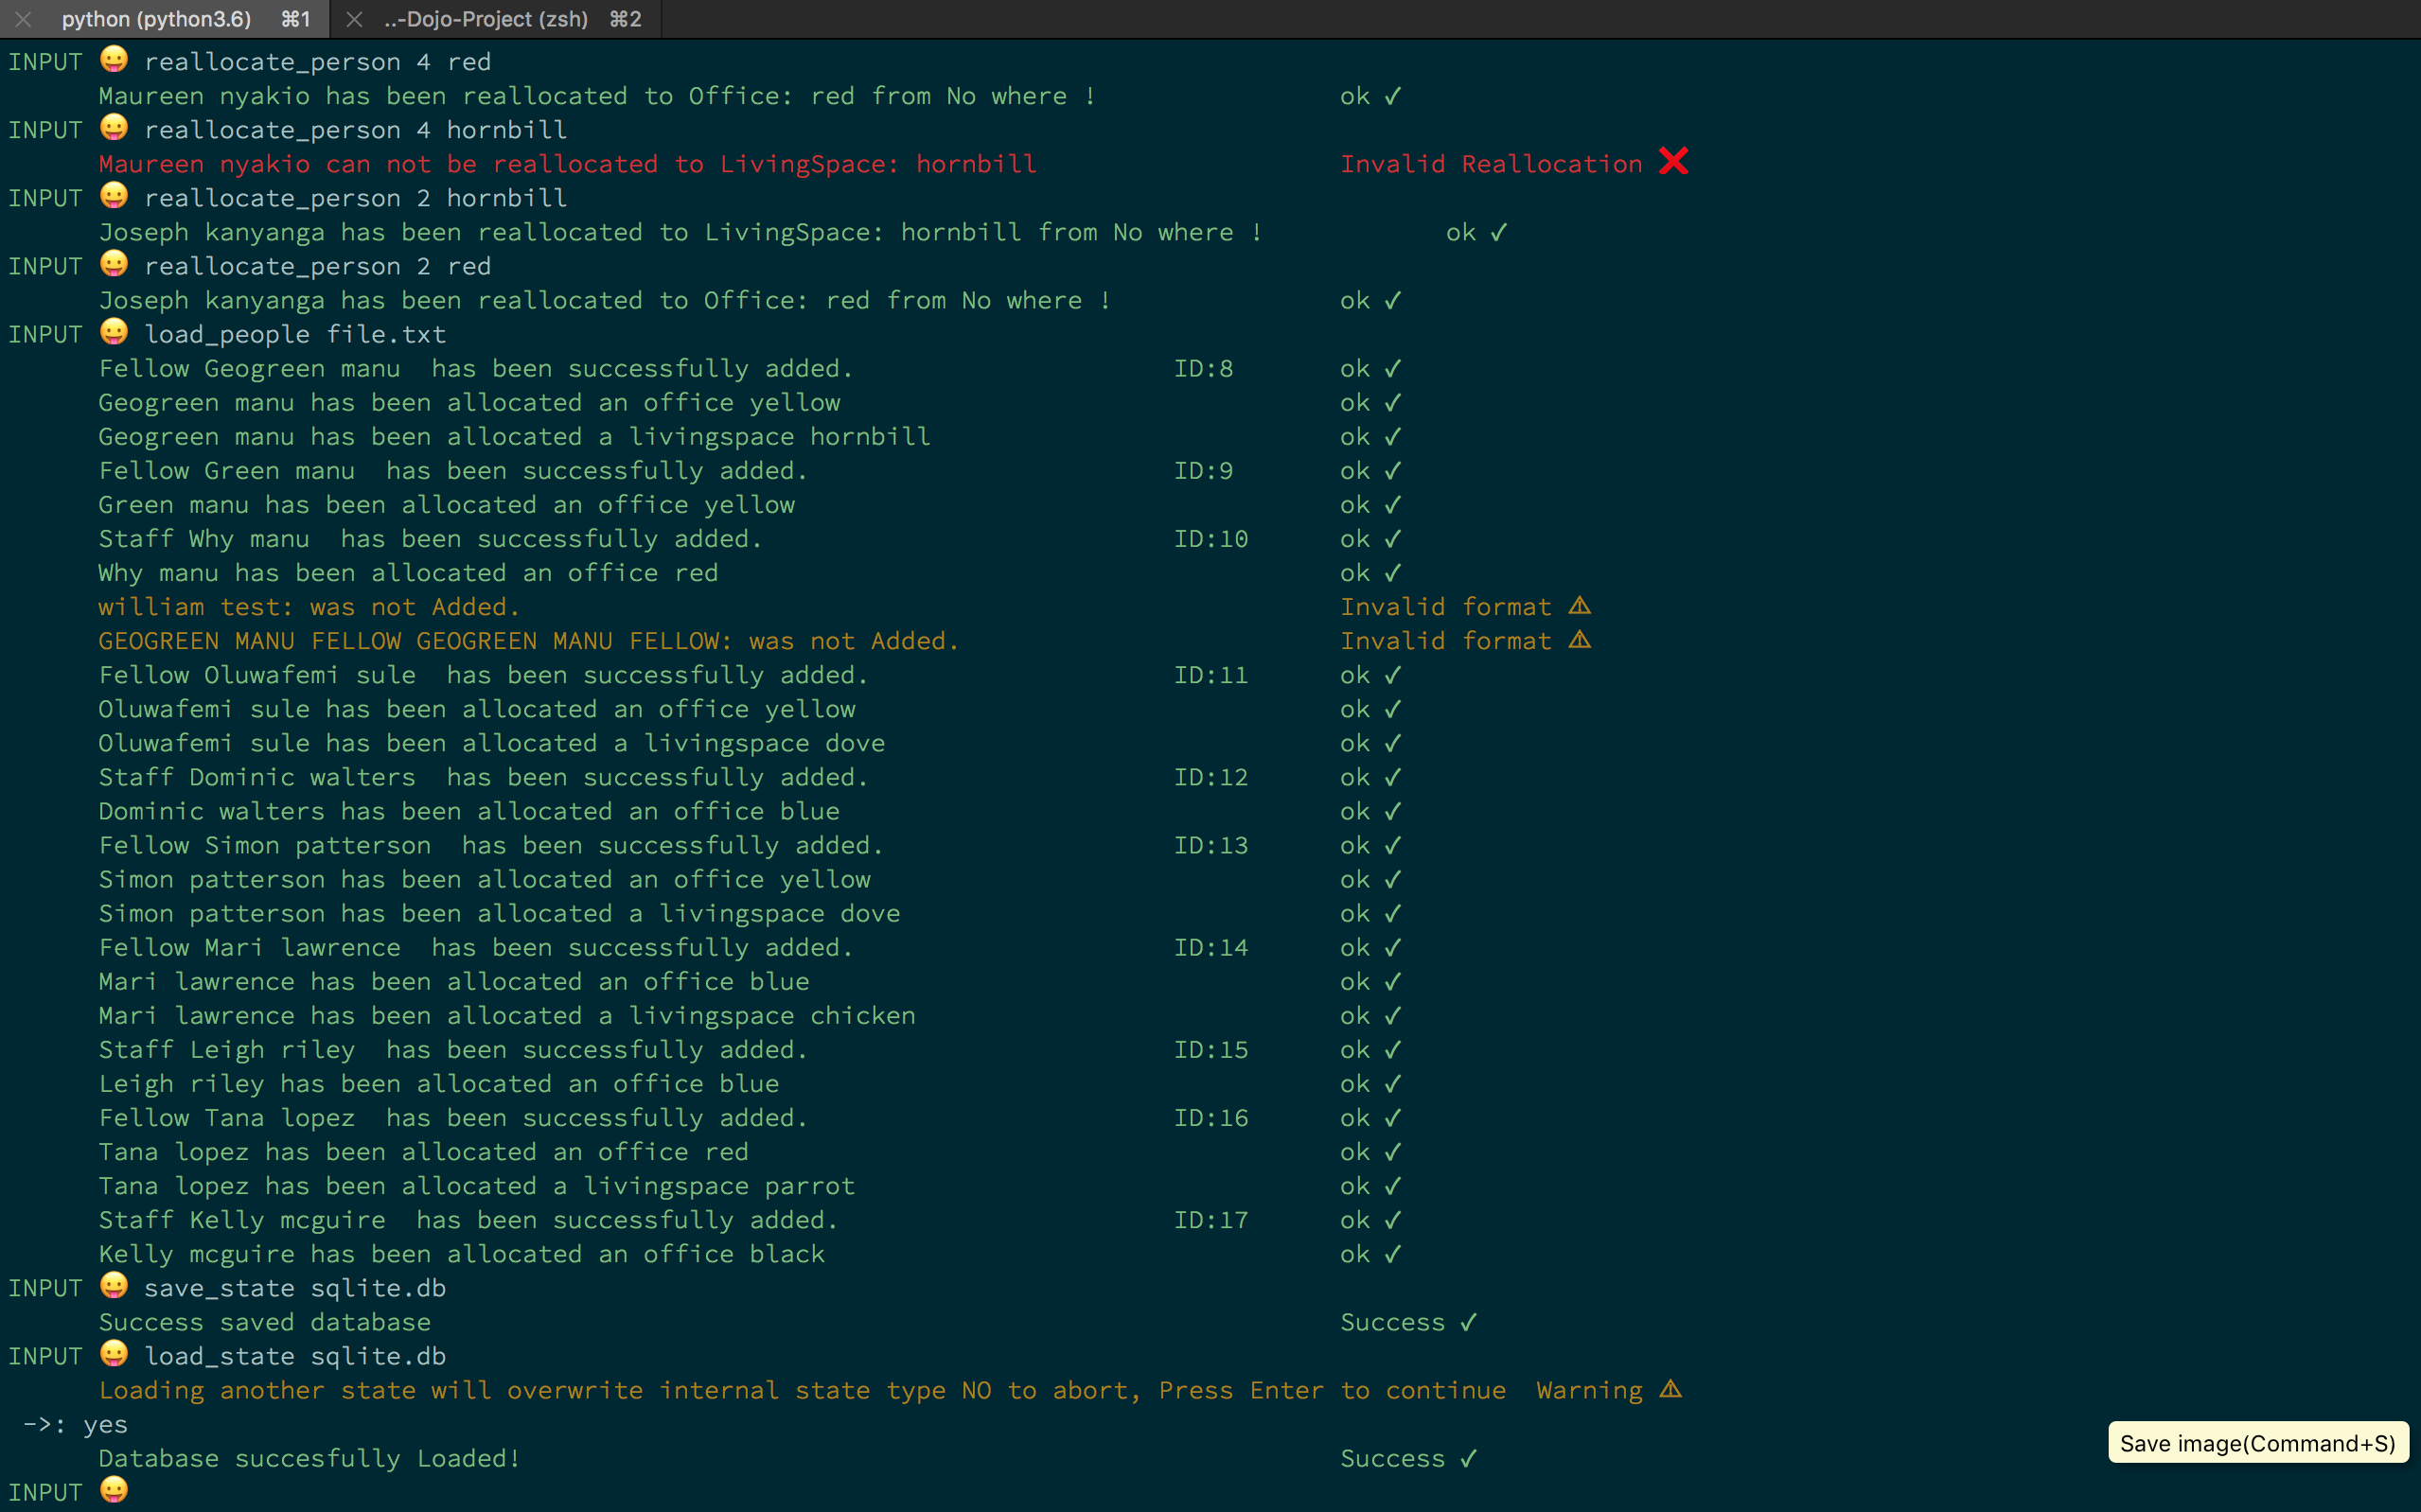 python (python3.6) ⌘1 ..-Dojo-Project (zsh) ⌘2
INPUT 😛 reallocate_person 4 red
Maureen nyakio has been reallocated to Office: red from No where ! ok ✓
INPUT 😛 reallocate_person 4 hornbill
Maureen nyakio can not be reallocated to LivingSpace: hornbill Invalid Reallocation ❌
INPUT 😛 reallocate_person 2 hornbill
Joseph kanyanga has been reallocated to LivingSpace: hornbill from No where ! ok ✓
INPUT 😛 reallocate_person 2 red
Joseph kanyanga has been reallocated to Office: red from No where ! ok ✓
INPUT 😛 load_people file.txt
Fellow Geogreen manu  has been successfully added. ID:8 ok ✓
Geogreen manu has been allocated an office yellow ok ✓
Geogreen manu has been allocated a livingspace hornbill ok ✓
Fellow Green manu  has been successfully added. ID:9 ok ✓
Green manu has been allocated an office yellow ok ✓
Staff Why manu  has been successfully added. ID:10 ok ✓
Why manu has been allocated an office red ok ✓
william test: was not Added. Invalid format ⚠
GEOGREEN MANU FELLOW GEOGREEN MANU FELLOW: was not Added. Invalid format ⚠
Fellow Oluwafemi sule  has been successfully added. ID:11 ok ✓
Oluwafemi sule has been allocated an office yellow ok ✓
Oluwafemi sule has been allocated a livingspace dove ok ✓
Staff Dominic walters  has been successfully added. ID:12 ok ✓
Dominic walters has been allocated an office blue ok ✓
Fellow Simon patterson  has been successfully added. ID:13 ok ✓
Simon patterson has been allocated an office yellow ok ✓
Simon patterson has been allocated a livingspace dove ok ✓
Fellow Mari lawrence  has been successfully added. ID:14 ok ✓
Mari lawrence has been allocated an office blue ok ✓
Mari lawrence has been allocated a livingspace chicken ok ✓
Staff Leigh riley  has been successfully added. ID:15 ok ✓
Leigh riley has been allocated an office blue ok ✓
Fellow Tana lopez  has been successfully added. ID:16 ok ✓
Tana lopez has been allocated an office red ok ✓
Tana lopez has been allocated a livingspace parrot ok ✓
Staff Kelly mcguire  has been successfully added. ID:17 ok ✓
Kelly mcguire has been allocated an office black ok ✓
INPUT 😛 save_state sqlite.db
Success saved database Success ✓
INPUT 😛 load_state sqlite.db
Loading another state will overwrite internal state type NO to abort, Press Enter to continue  Warning ⚠
->: yes
Save image(Command+S)
Database succesfully Loaded! Success ✓
INPUT 😛